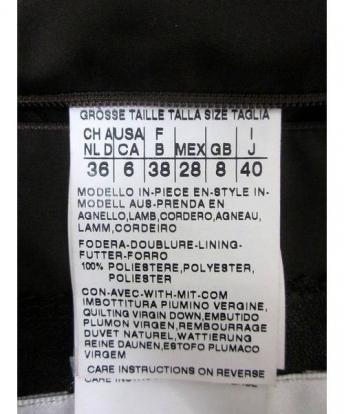 GRÖSSE TAILLE TALLA SIZE TAGLIA
CH A USA F I
NL D CA B MEX GB J
36 6 38 28 8 40
MODELLO IN-PIECE EN-STYLE IN-
MODELL AUS-PRENDA EN
AGNELLO,LAMB,CORDERO,AGNEAU,
LAMM,CORDEIRO
FODERA-DOUBLURE-LINING-
FUTTER-FORRO
100% POLIESTERE,POLYESTER,
POLIESTER
CON-AVEC-WITH-MIT-COM
IMBOTTITURA PIUMINO VERGINE,
QUILTING VIRGIN DOWN,EMBUTIDO
PLUMON VIRGEN,REMBOURRAGE
DUVET NATUREL,WATTIERUNG
REINE DAUNEN,ESTOFO PLUMACO
VIRGEM
CARE INSTRUCTIONS ON REVERSE